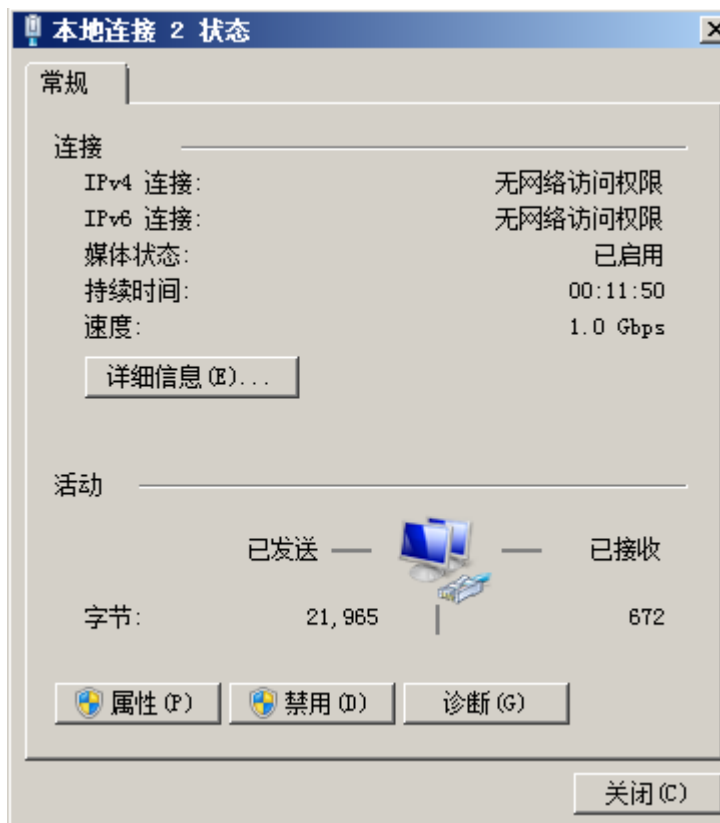 本地连接 2 状态
常规
连接
IPv4 连接: 无网络访问权限
IPv6 连接: 无网络访问权限
媒体状态: 已启用
持续时间: 00:11:50
速度: 1.0 Gbps
详细信息(E)...
活动
已发送 — — 已接收
字节: 21,965 | 672
属性(P) 禁用(D) 诊断(G)
关闭(C)